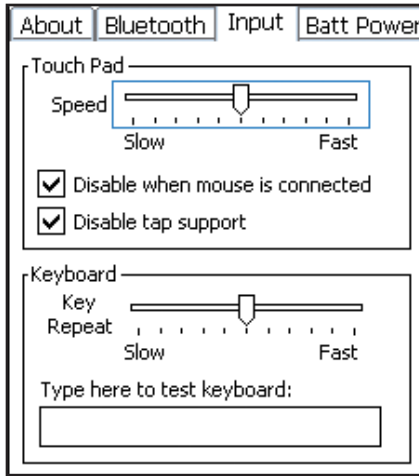 About Bluetooth Input Batt Power
Touch Pad
Speed
Slow Fast
Disable when mouse is connected
Disable tap support
Keyboard
Key
Repeat
Slow Fast
Type here to test keyboard: